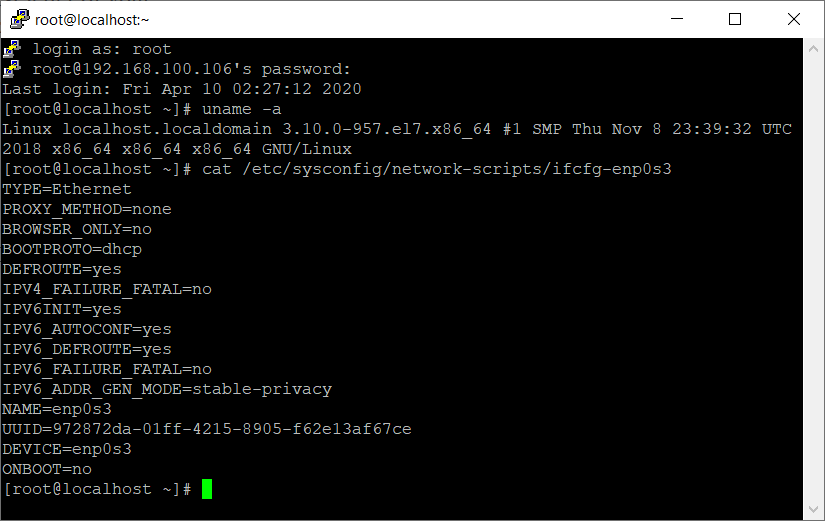 root@localhost:~
login as: root
root@192.168.100.106's password:
Last login: Fri Apr 10 02:27:12 2020
[root@localhost ~]# uname -a
Linux localhost.localdomain 3.10.0-957.el7.x86_64 #1 SMP Thu Nov 8 23:39:32 UTC
2018 x86_64 x86_64 x86_64 GNU/Linux
[root@localhost ~]# cat /etc/sysconfig/network-scripts/ifcfg-enp0s3
TYPE=Ethernet
PROXY_METHOD=none
BROWSER_ONLY=no
BOOTPROTO=dhcp
DEFROUTE=yes
IPV4_FAILURE_FATAL=no
IPV6INIT=yes
IPV6_AUTOCONF=yes
IPV6_DEFROUTE=yes
IPV6_FAILURE_FATAL=no
IPV6_ADDR_GEN_MODE=stable-privacy
NAME=enp0s3
UUID=972872da-01ff-4215-8905-f62e13af67ce
DEVICE=enp0s3
ONBOOT=no
[root@localhost ~]#